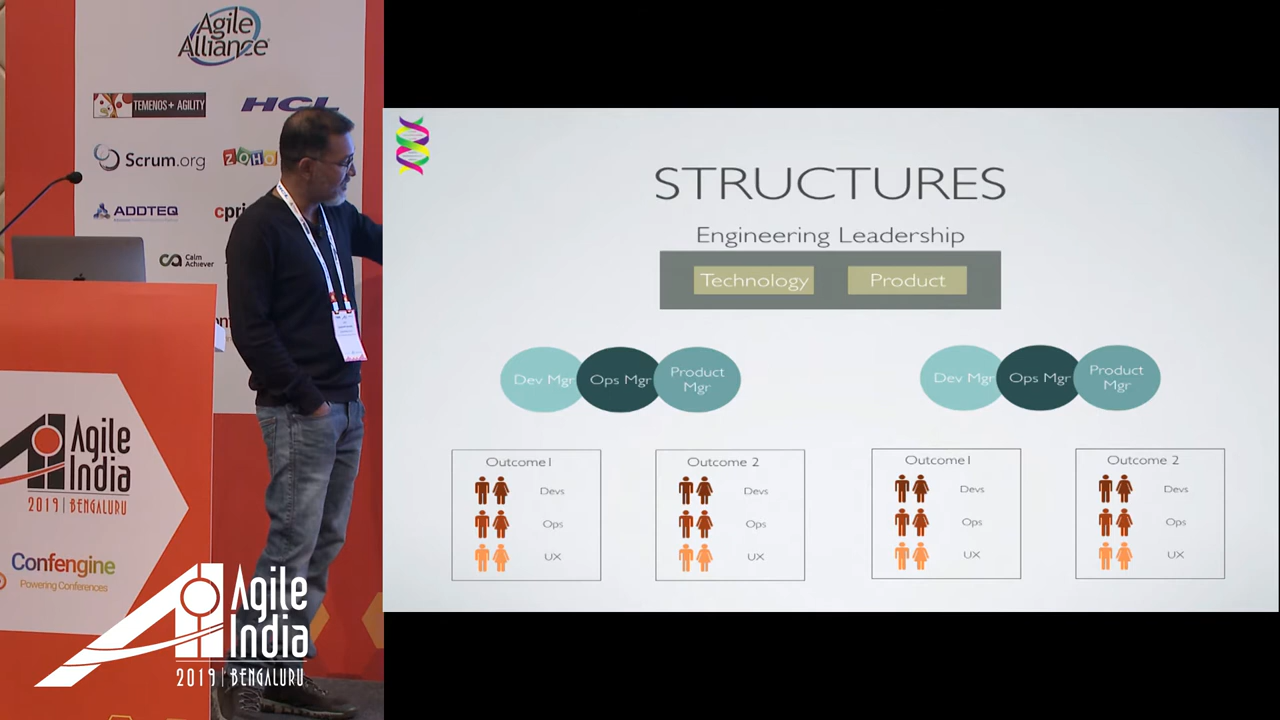 Agile
Alliance
TEMENOS + AGILITY
HCL
Scrum.org
ZOHO
ADDTEQ
cpri
Calm
Achiever
Agile
India
2019 | BENGALURU
Confengine
Powering Conferences
Agile
India
2019 | BENGALURU
STRUCTURES
Engineering Leadership
Technology
Product
Dev Mgr
Ops Mgr
Product
Mgr
Dev Mgr
Ops Mgr
Product
Mgr
Outcome1
Devs
Ops
UX
Outcome 2
Devs
Ops
UX
Outcome1
Devs
Ops
UX
Outcome 2
Devs
Ops
UX